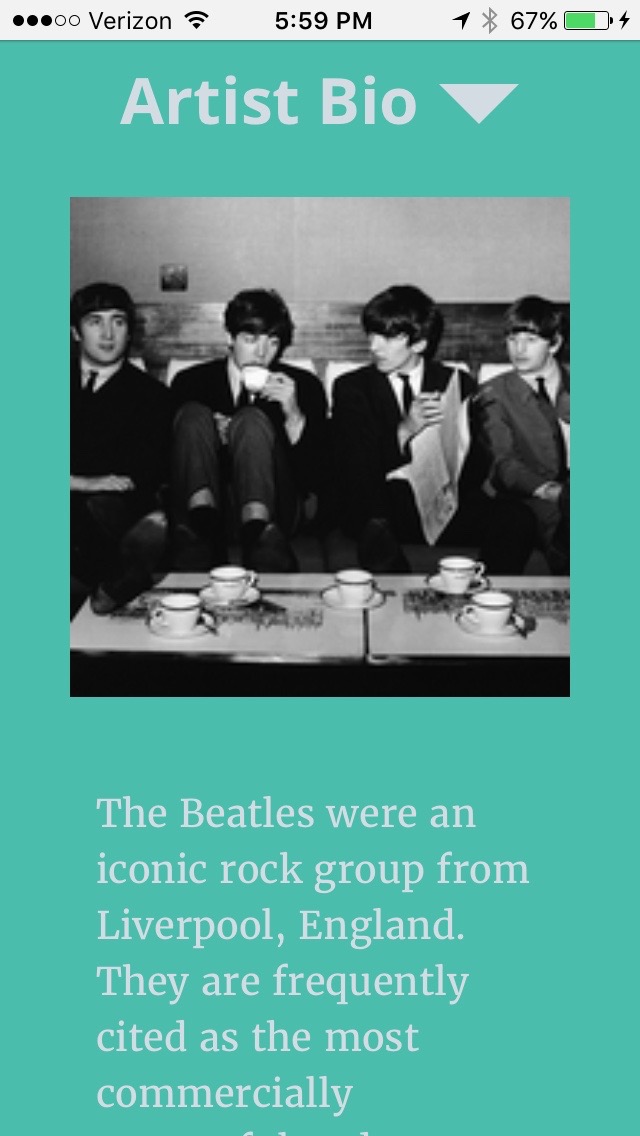 Verizon 5:59 PM 67%
Artist Bio
The Beatles were an
iconic rock group from
Liverpool, England.
They are frequently
cited as the most
commercially